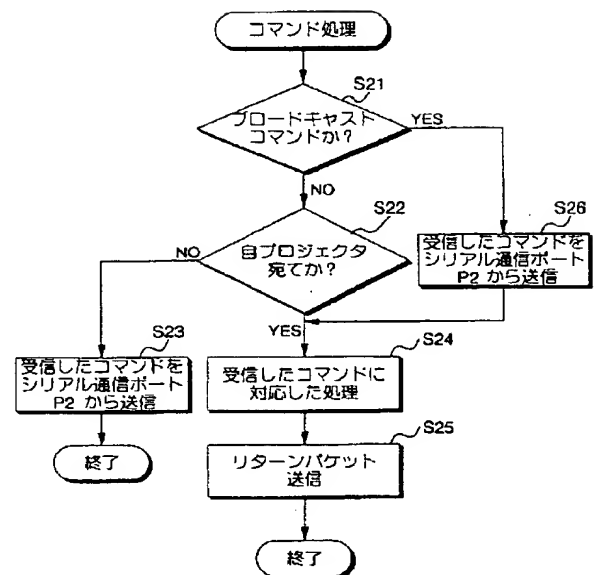 コマンド処理
S21
ブロードキャスト
コマンドか?
YES
NO
S22
自プロジェクタ
宛てか?
NO
S26
受信したコマンドを
シリアル通信ポート
P2 から送信
YES
S23
受信したコマンドを
シリアル通信ポート
P2 から送信
S24
受信したコマンドに
対応した処理
終了
S25
リターンパケット
送信
終了